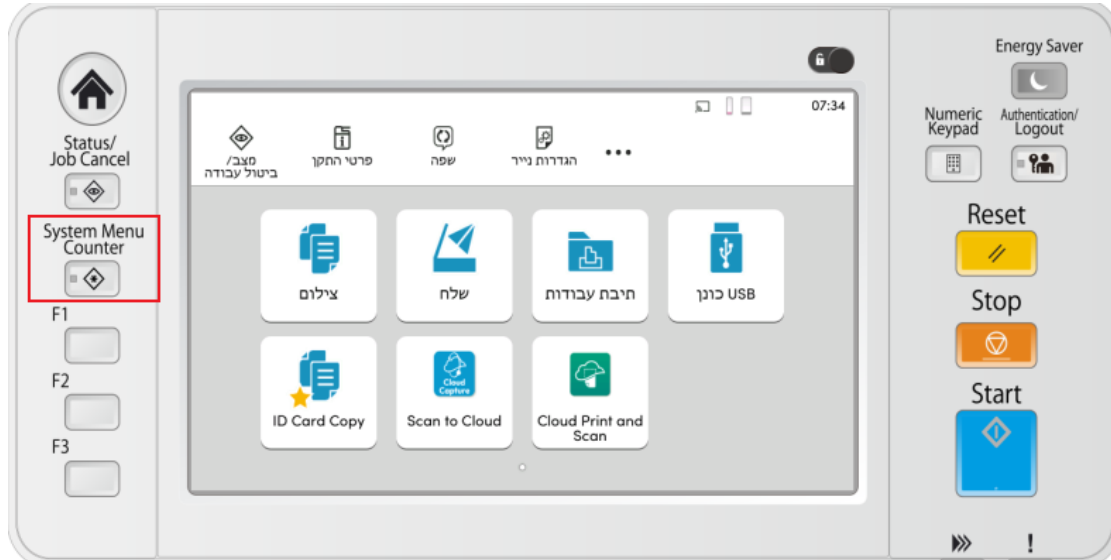 Energy Saver
Status/
Job Cancel
System Menu
Counter
F1
F2
F3
07:34
מצב/
ביטול עבודה
פרטי התקן
שפה
הגדרות נייר
צילום
שלח
תיבת עבודות
כונן USB
ID Card Copy
Cloud
Capture
Scan to Cloud
Cloud Print and
Scan
Numeric
Keypad
Authentication/
Logout
Reset
Stop
Start